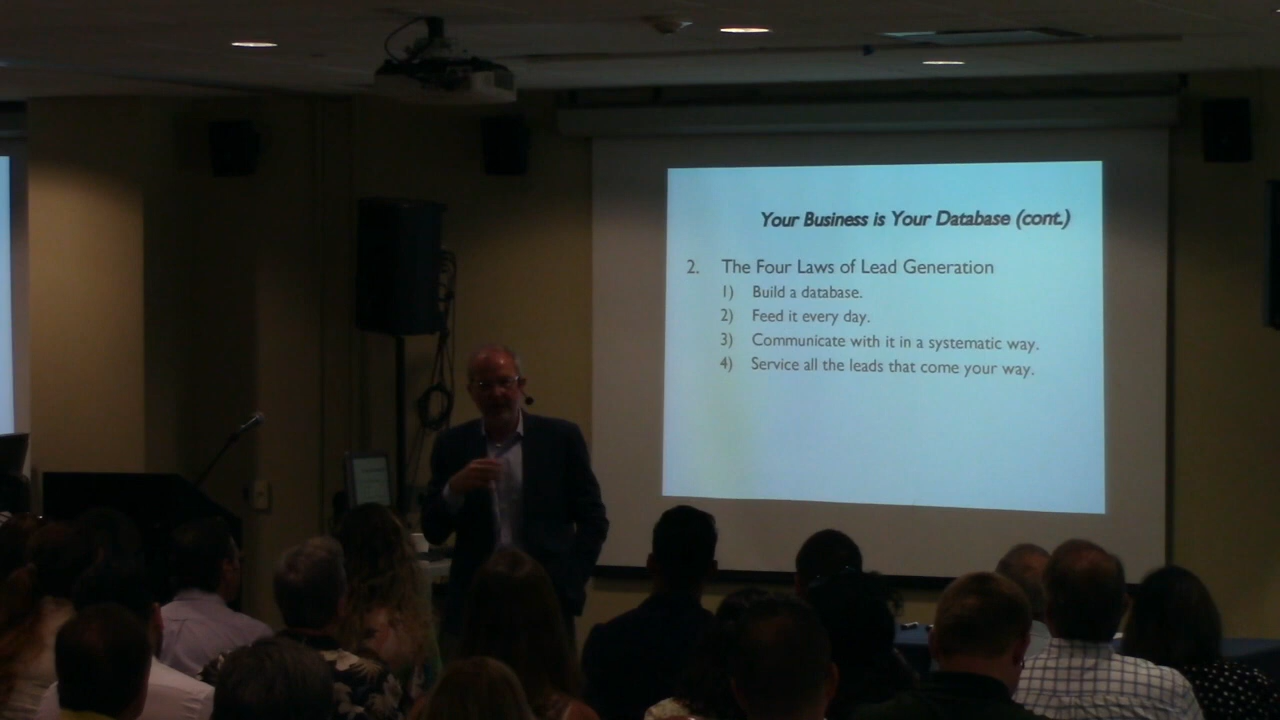 Your Business is Your Database (cont.)
2. The Four Laws of Lead Generation
1) Build a database.
2) Feed it every day.
3) Communicate with it in a systematic way.
4) Service all the leads that come your way.